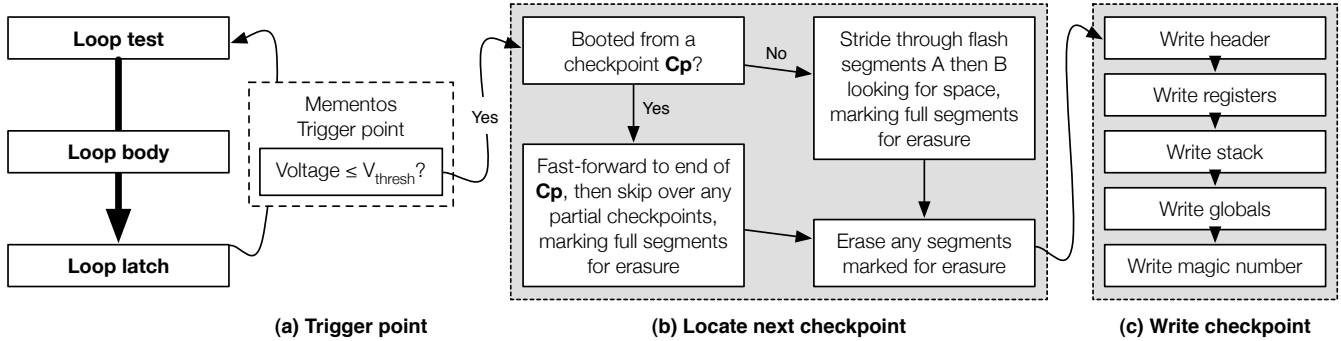 Loop test
Loop body
Loop latch
Mementos
Trigger point
Voltage ≤ Vthresh?
Yes
(a) Trigger point
Booted from a
checkpoint Cp?
No
Yes
Stride through flash
segments A then B
looking for space,
marking full segments
for erasure
Fast-forward to end of
Cp, then skip over any
partial checkpoints,
marking full segments
for erasure
Erase any segments
marked for erasure
(b) Locate next checkpoint
Write header
Write registers
Write stack
Write globals
Write magic number
(c) Write checkpoint